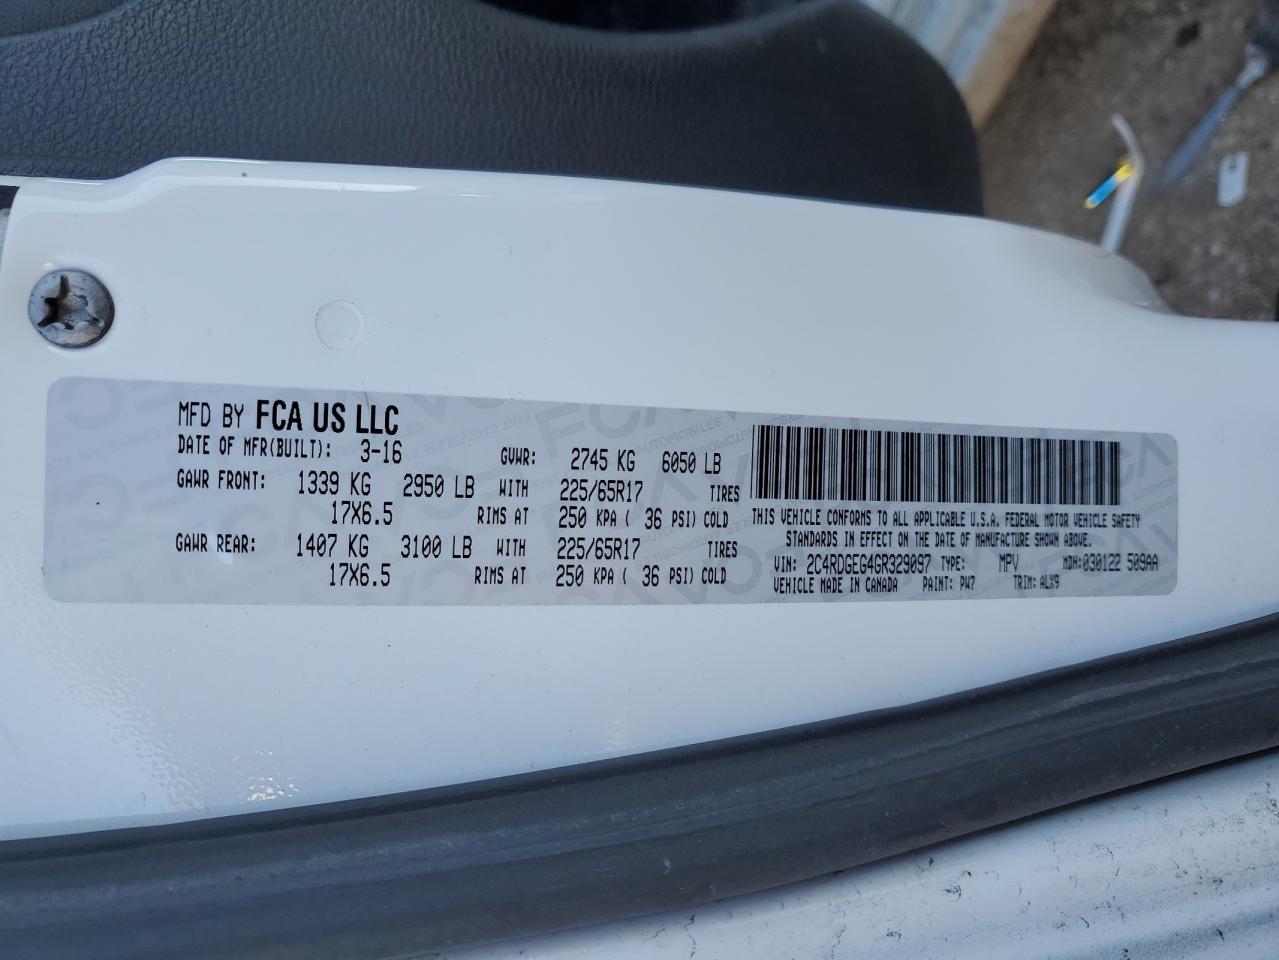 MFD BY FCA US LLC
DATE OF MFR(BUILT): 3-16 GVWR: 2745 KG 6050 LB
GAWR FRONT: 1339 KG 2950 LB WITH 225/65R17 TIRES
17X6.5 RIMS AT 250 KPA ( 36 PSI) COLD
GAWR REAR: 1407 KG 3100 LB WITH 225/65R17 TIRES
17X6.5 RIMS AT 250 KPA ( 36 PSI) COLD
THIS VEHICLE CONFORMS TO ALL APPLICABLE U.S.A. FEDERAL MOTOR VEHICLE SAFETY
STANDARDS IN EFFECT ON THE DATE OF MANUFACTURE SHOWN ABOVE.
VIN: 2C4RDGEG4GR329097 TYPE: MPV MDH:030122 509AA
VEHICLE MADE IN CANADA PAINT: PW7 TRIM: ALX9